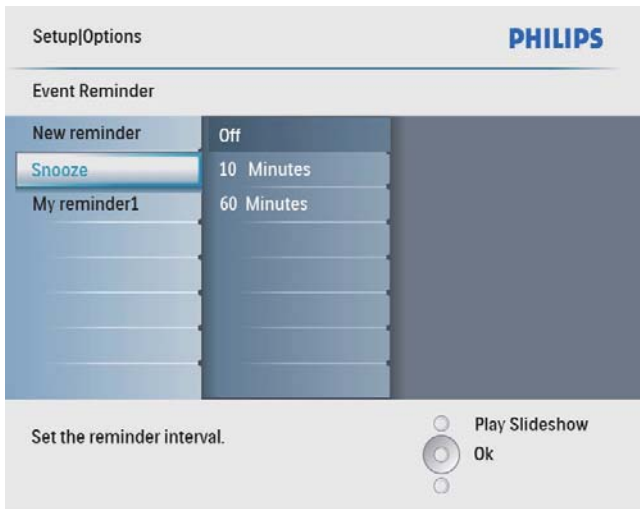 Setup|Options
PHILIPS
Event Reminder
New reminder
Off
Snooze
10 Minutes
My reminder1
60 Minutes
Set the reminder interval.
Play Slideshow
Ok